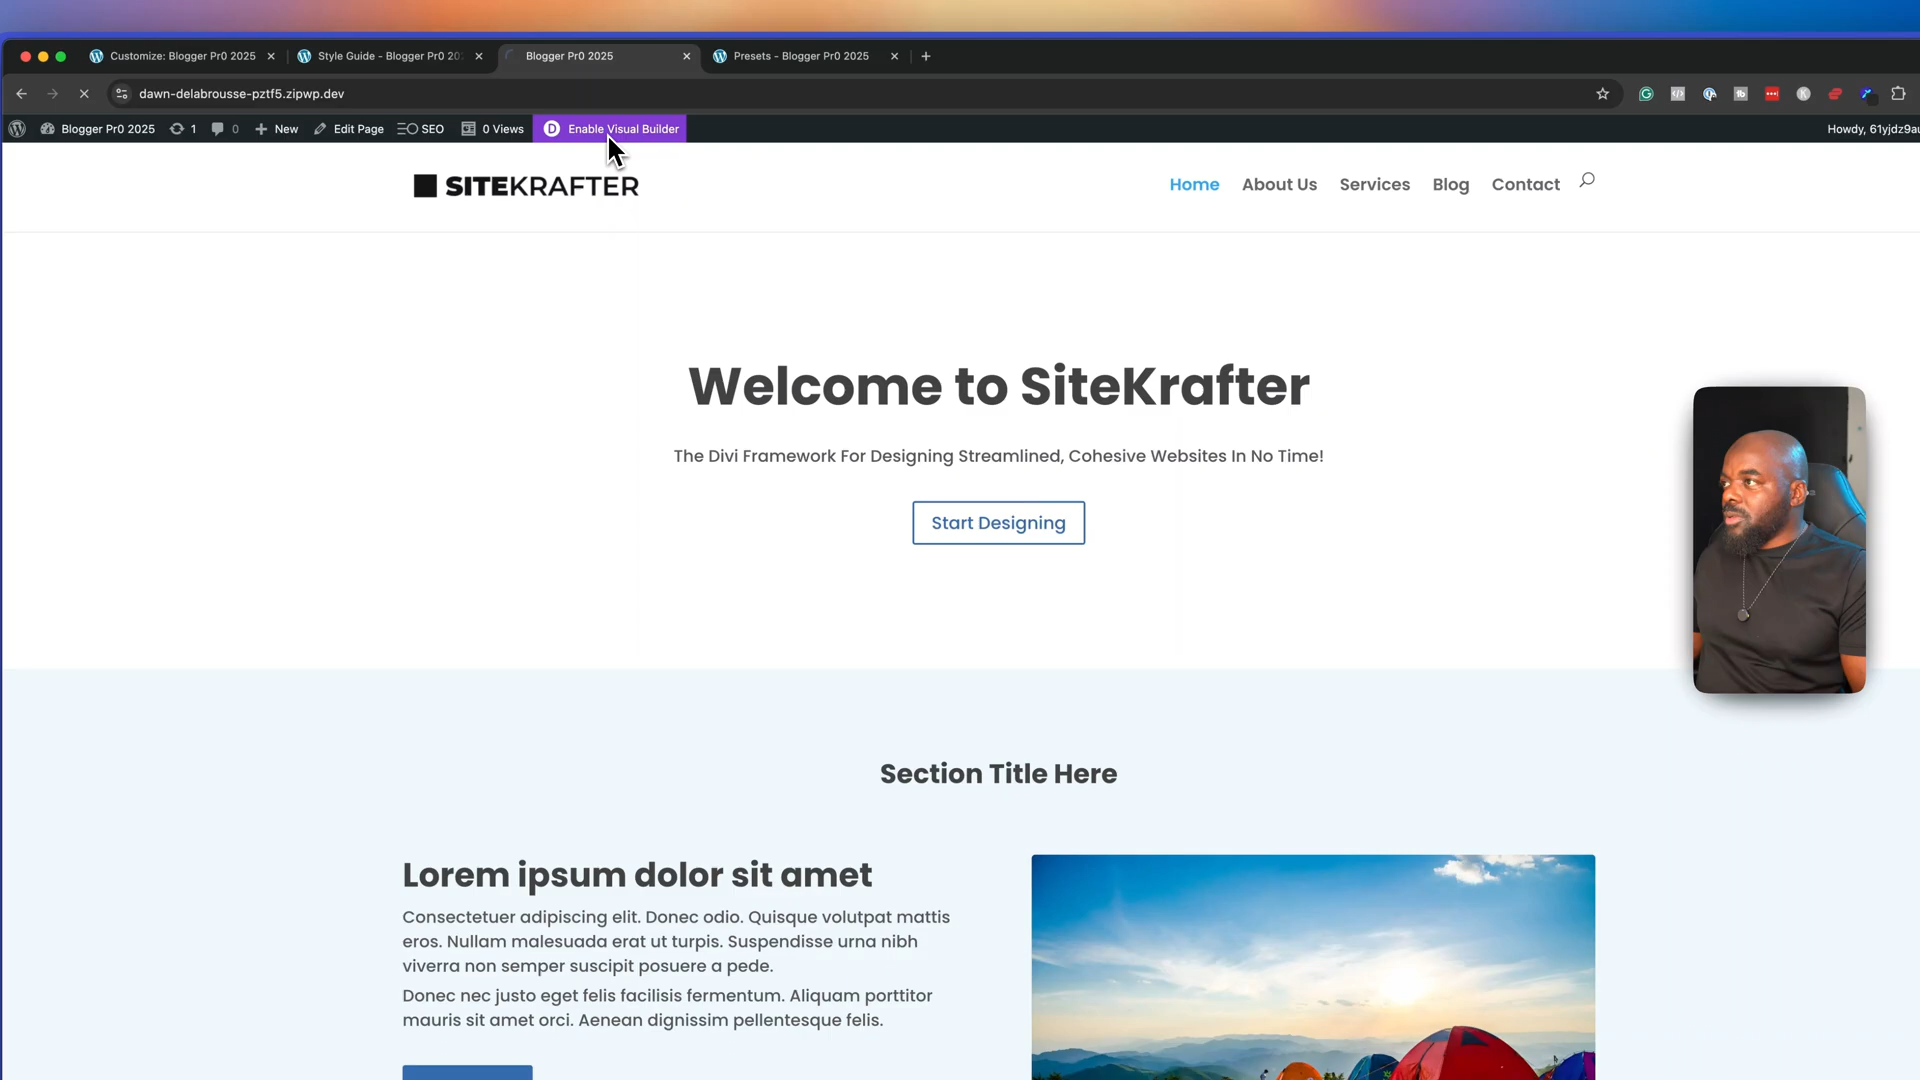 Customize: Blogger Pr0 2025
Style Guide - Blogger Pr0 202
Blogger Pr0 2025
Presets - Blogger Pr0 2025
dawn-delabrousse-pztf5.zipwp.dev
Blogger Pr0 2025
1
0
New
Edit Page
SEO
0 Views
D
Enable Visual Builder
Howdy, 61yjdz9au
SITEKRAFTER
Home
About Us
Services
Blog
Contact
Welcome to SiteKrafter
The Divi Framework For Designing Streamlined, Cohesive Websites In No Time!
Start Designing
Section Title Here
Lorem ipsum dolor sit amet
Consectetuer adipiscing elit. Donec odio. Quisque volutpat mattis
eros. Nullam malesuada erat ut turpis. Suspendisse urna nibh
viverra non semper suscipit posuere a pede.
Donec nec justo eget felis facilisis fermentum. Aliquam porttitor
mauris sit amet orci. Aenean dignissim pellentesque felis.